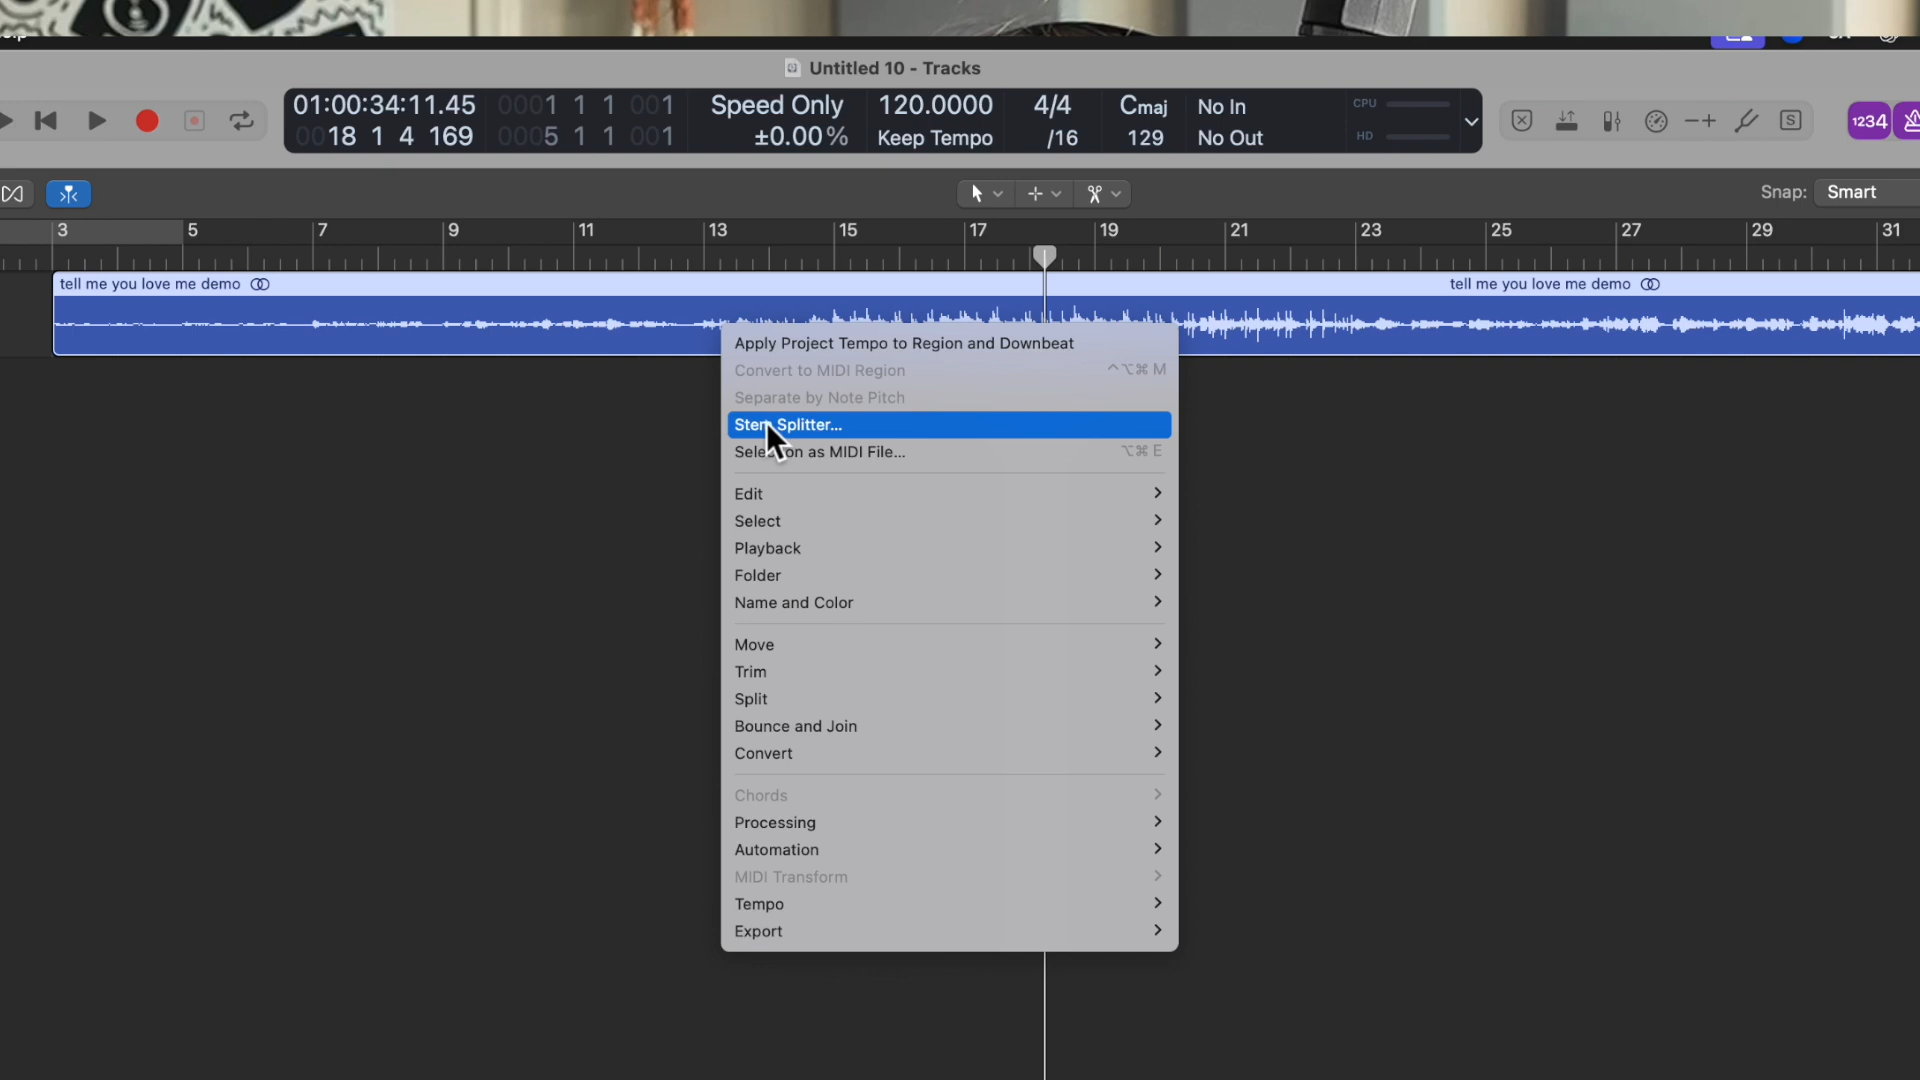 Untitled 10 - Tracks
01:00:34:11.45 0001 1 1 001 Speed Only 120.0000 4/4 Cmaj No In CPU
0018 1 4 169 0005 1 1 001 ±0.00% Keep Tempo /16 129 No Out HD
S
1234
Snap: Smart
3 5 7 9 11 13 15 17 19 21 23 25 27 29 31
tell me you love me demo
tell me you love me demo
Apply Project Tempo to Region and Downbeat
Convert to MIDI Region ⌃⌥⌘ M
Separate by Note Pitch
Stem Splitter...
Selection as MIDI File... ⌥⌘ E
Edit
Select
Playback
Folder
Name and Color
Move
Trim
Split
Bounce and Join
Convert
Chords
Processing
Automation
MIDI Transform
Tempo
Export